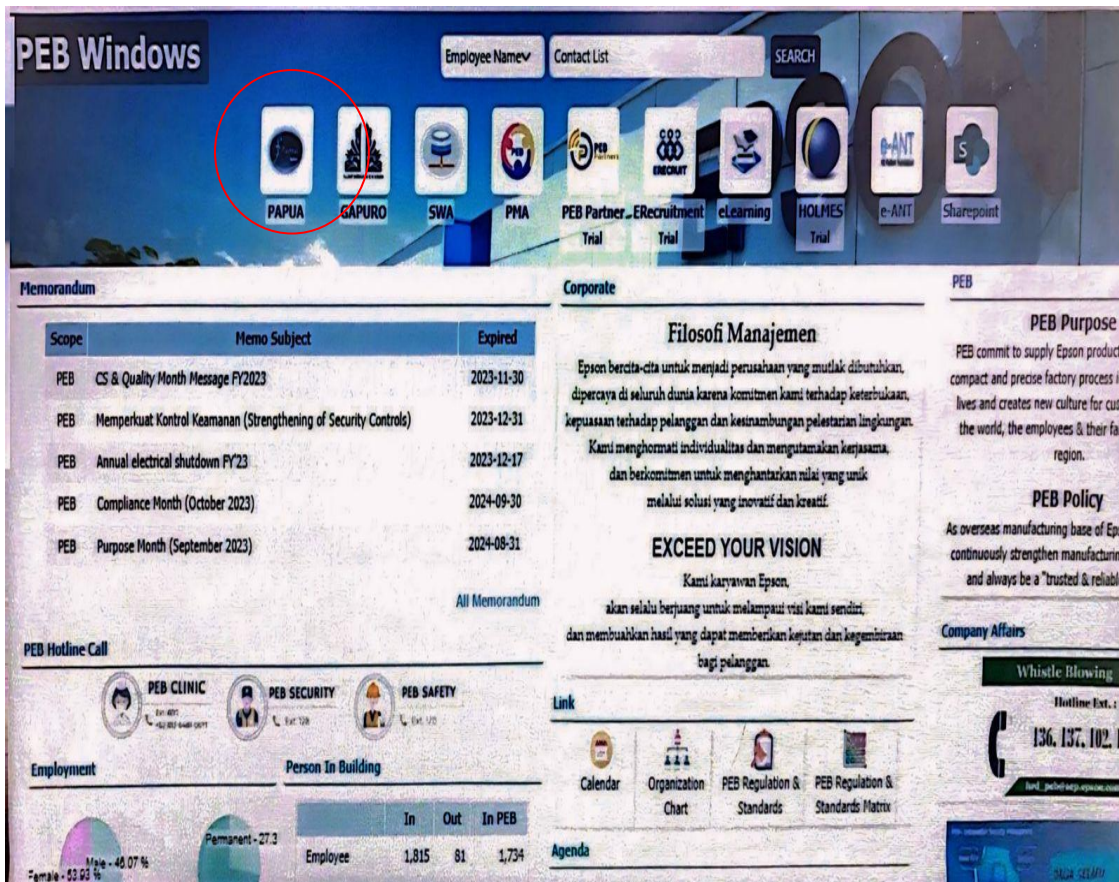 PEB Windows
Employee Name
Contact List
SEARCH
PEB
PEB
Partners
ERECRUIT
e-ANT
S
PAPUA
GAPURO
SWA
PMA
PEB Partner
Trial
ERecruitment
Trial
eLearning
HOLMES
Trial
e-ANT
Sharepoint
Memorandum
Scope Memo Subject Expired
PEB CS & Quality Month Message FY2023 2023-11-30
PEB Memperkuat Kontrol Keamanan (Strengthening of Security Controls) 2023-12-31
PEB Annual electrical shutdown FY'23 2023-12-17
PEB Compliance Month (October 2023) 2024-09-30
PEB Purpose Month (September 2023) 2024-08-31
All Memorandum
PEB Hotline Call
PEB CLINIC
PEB SECURITY
Ext. 128
PEB SAFETY
Employment
Male - 46.07 %
Female - 53.93 %
Permanent - 27.3
Person In Building
In Out In PEB
Employee 1,815 81 1,734
Corporate
Filosofi Manajemen
Epson bercita-cita untuk menjadi perusahaan yang mutlak dibutuhkan,
dipercaya di seluruh dunia karena komitmen kami terhadap keterbukaan,
kepuasaan terhadap pelanggan dan kesinambungan pelestarian lingkungan.
Kami menghormati individualitas dan mengutamakan kerjasama,
dan berkomitmen untuk menghantarkan nilai yang unik
melalui solusi yang inovatif dan kreatif.
EXCEED YOUR VISION
Kami karyawan Epson,
akan selalu berjuang untuk melampaui visi kami sendiri,
dan membuahkan hasil yang dapat memberikan kejutan dan kegembiraan
bagi pelanggan.
Link
Calendar
Organization
Chart
PEB Regulation &
Standards
PEB Regulation &
Standards Matrix
Agenda
PEB
PEB Purpose
PEB commit to supply Epson product
compact and precise factory process
lives and creates new culture for
the world, the employees & their
region.
PEB Policy
As overseas manufacturing base of
continuously strengthen manufacturing
and always be a "trusted &
Company Affairs
Whistle Blowing
Hotline Ext. :
136, 137, 102,